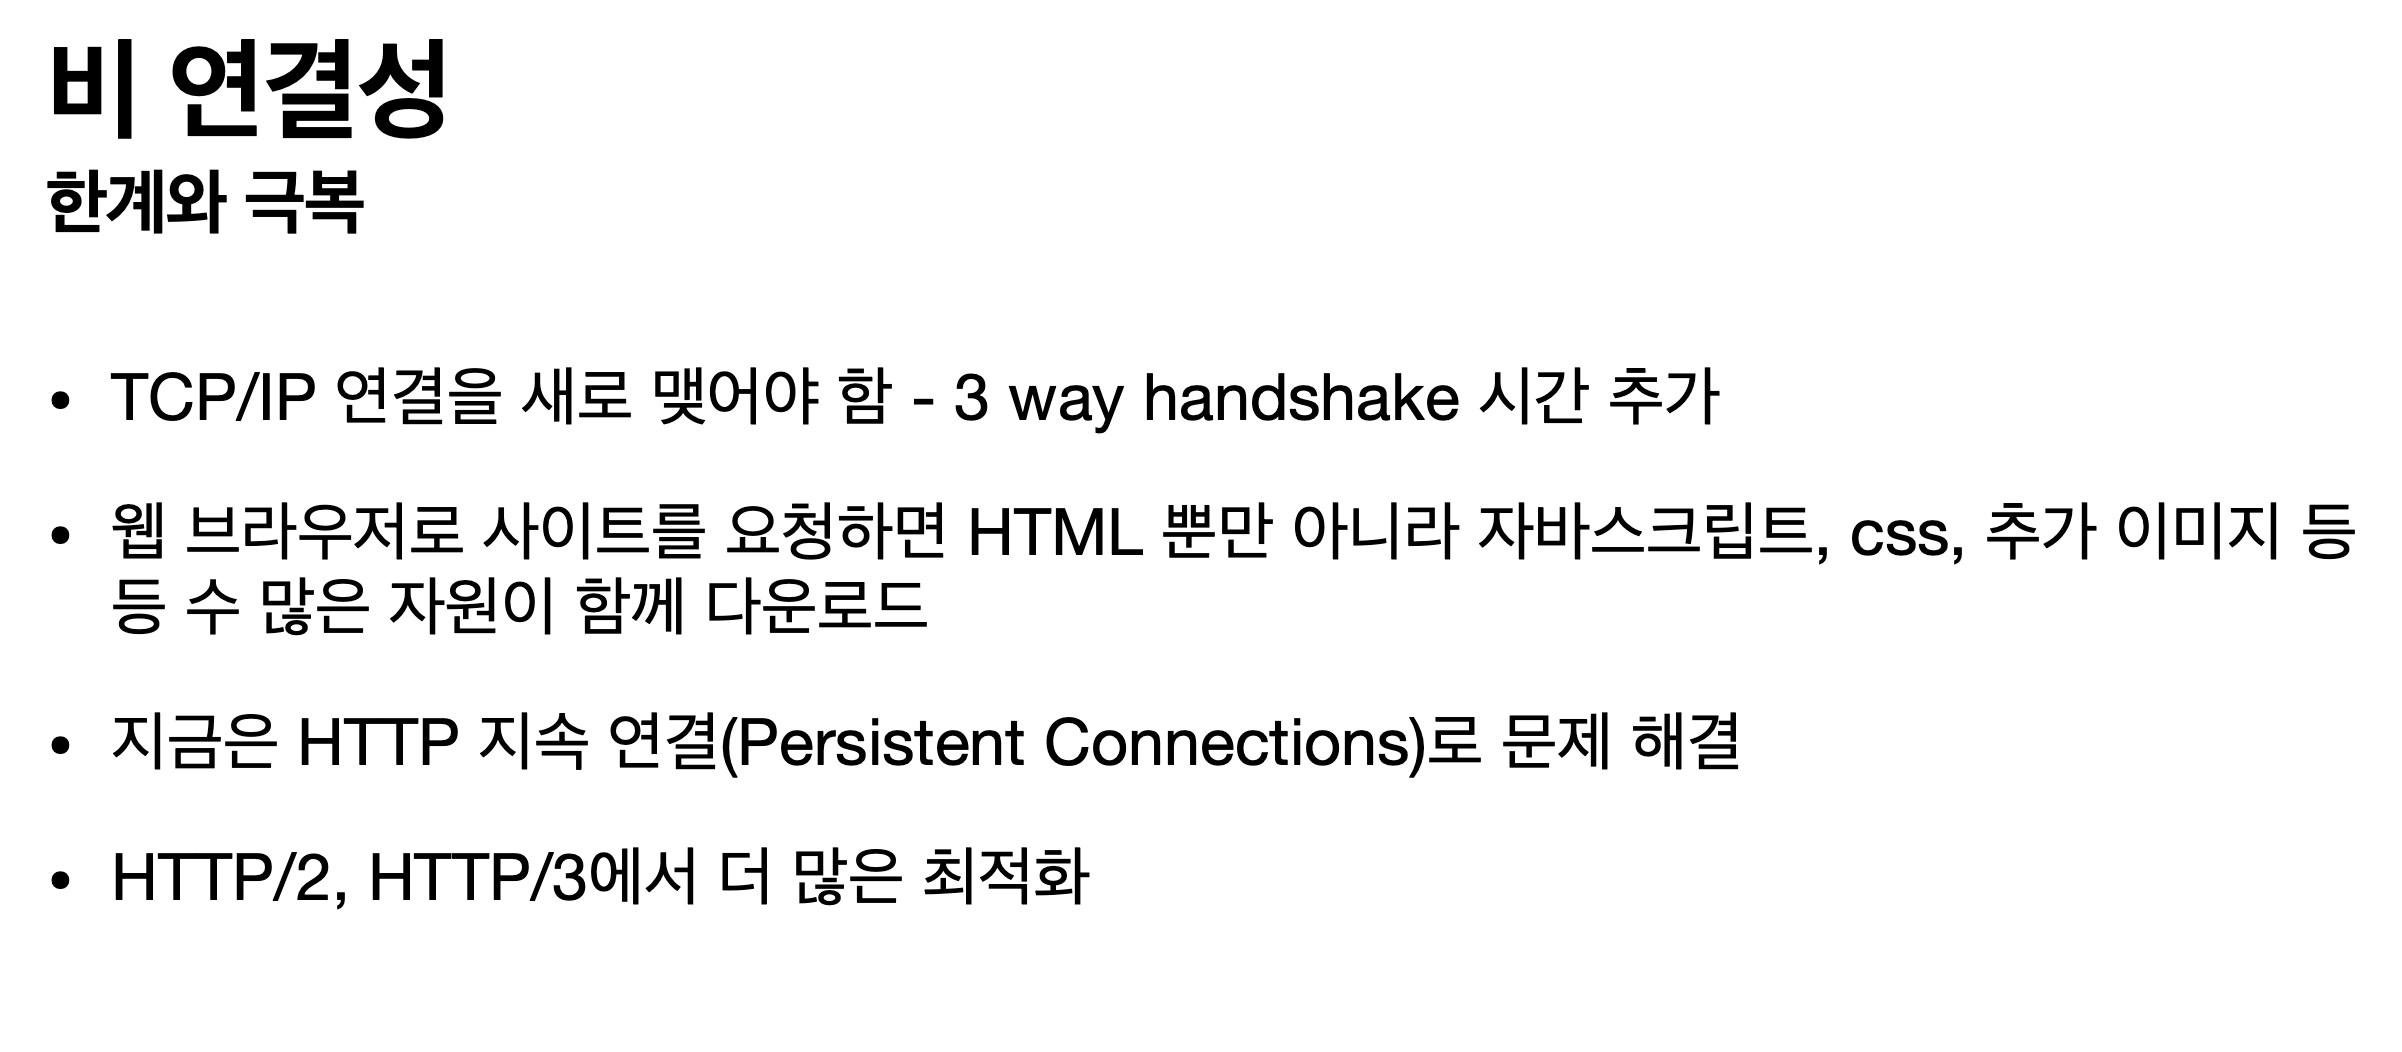 비 연결성
한계와 극복
• TCP/IP 연결을 새로 맺어야 함 - 3 way handshake 시간 추가
• 웹 브라우저로 사이트를 요청하면 HTML 뿐만 아니라 자바스크립트, css, 추가 이미지 등
등 수 많은 자원이 함께 다운로드
• 지금은 HTTP 지속 연결(Persistent Connections)로 문제 해결
• HTTP/2, HTTP/3에서 더 많은 최적화